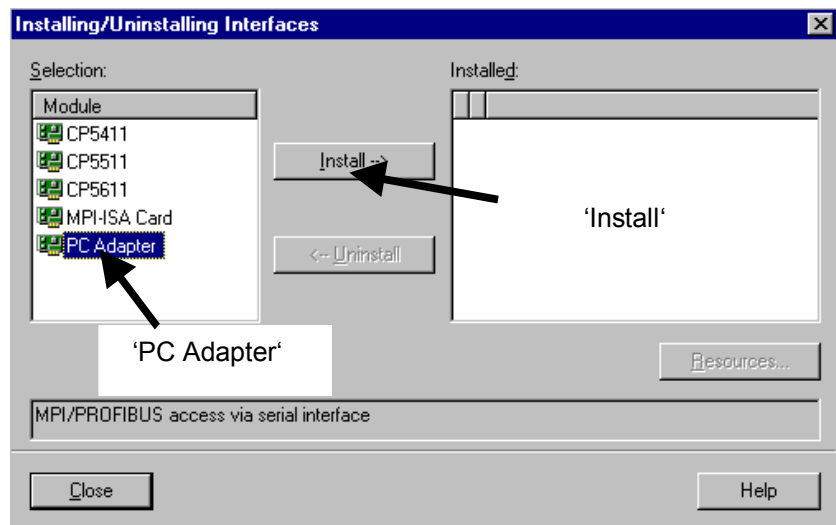 Installing/Uninstalling Interfaces
Selection:
Installed:
Module
CP5411
CP5511
CP5611
MPI-ISA Card
PC Adapter
Install -->
<-- Uninstall
‘Install‘
‘PC Adapter‘
Resources...
MPI/PROFIBUS access via serial interface
Close
Help